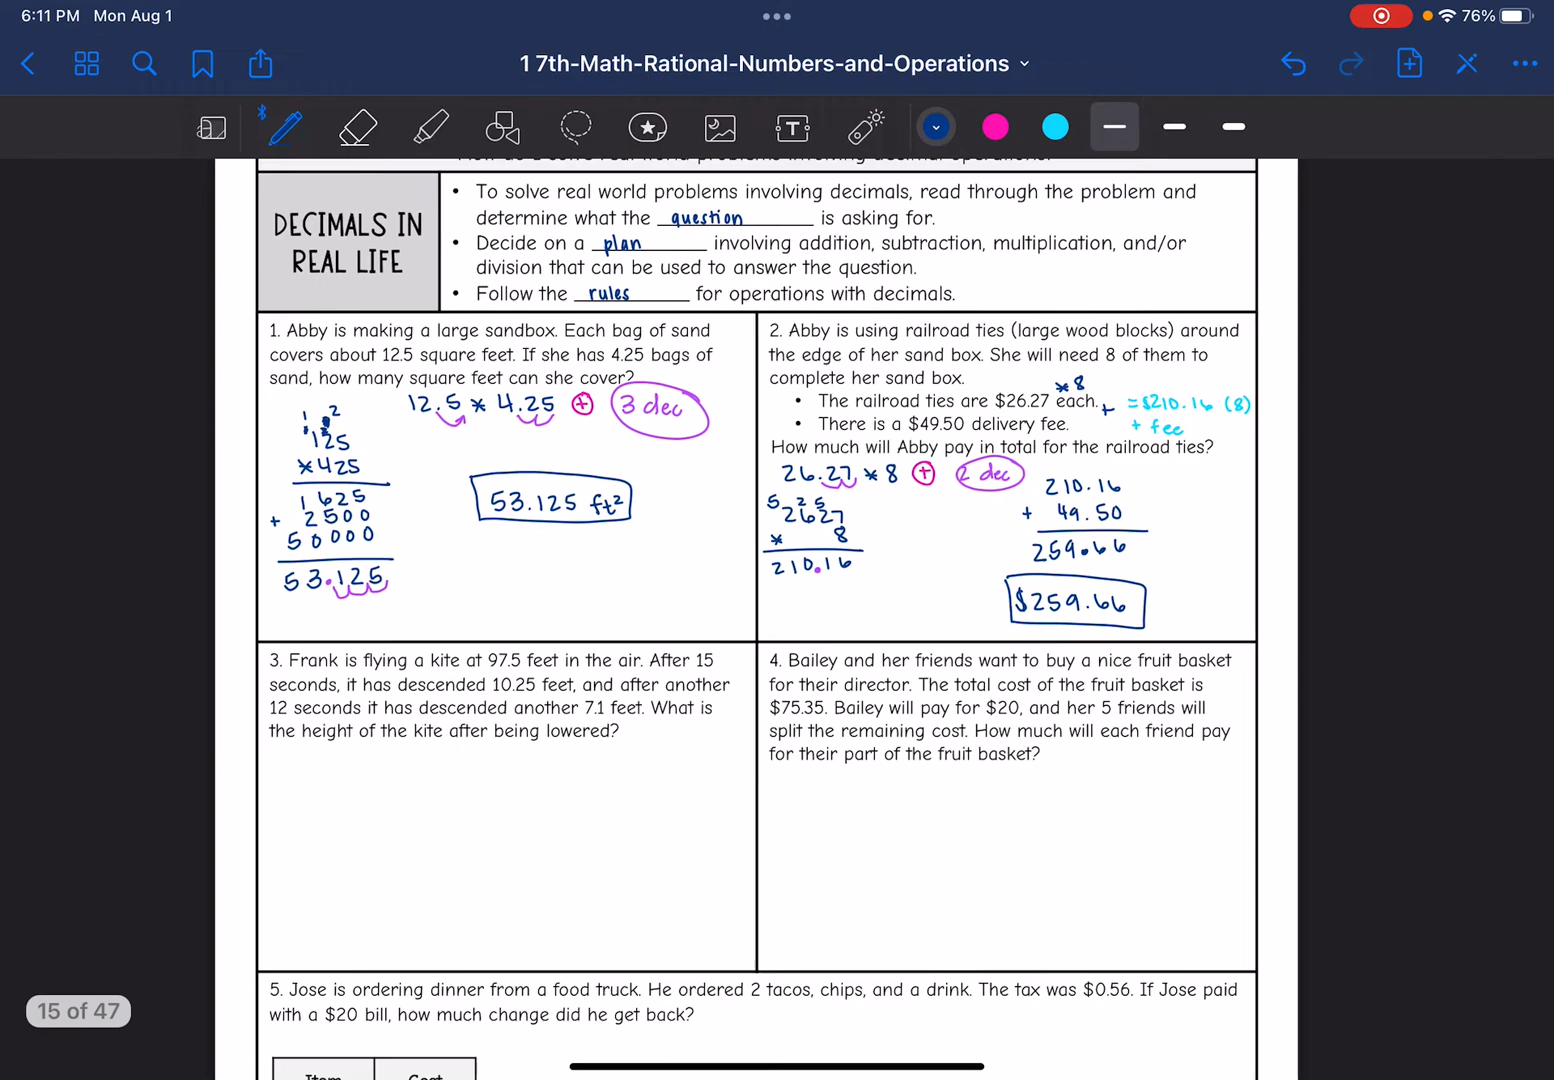 6:11 PM Mon Aug 1
76%
1 7th-Math-Rational-Numbers-and-Operations
DECIMALS IN
REAL LIFE
• To solve real world problems involving decimals, read through the problem and
determine what the question is asking for.
• Decide on a plan involving addition, subtraction, multiplication, and/or
division that can be used to answer the question.
• Follow the rules for operations with decimals.
1. Abby is making a large sandbox. Each bag of sand
covers about 12.5 square feet. If she has 4.25 bags of
sand, how many square feet can she cover?
12.5 * 4.25 + 3 dec
1 2
125
*425
1625
+ 2500
50000
53.125
53.125 ft²
2. Abby is using railroad ties (large wood blocks) around
the edge of her sand box. She will need 8 of them to
complete her sand box.
*8
• The railroad ties are $26.27 each. + = $210.16 (8)
• There is a $49.50 delivery fee. + fee
How much will Abby pay in total for the railroad ties?
26.27 * 8 + 2 dec
5 2 5
2627
* 8
210.16
210.16
+ 49.50
259.66
$259.66
3. Frank is flying a kite at 97.5 feet in the air. After 15
seconds, it has descended 10.25 feet, and after another
12 seconds it has descended another 7.1 feet. What is
the height of the kite after being lowered?
4. Bailey and her friends want to buy a nice fruit basket
for their director. The total cost of the fruit basket is
$75.35. Bailey will pay for $20, and her 5 friends will
split the remaining cost. How much will each friend pay
for their part of the fruit basket?
15 of 47
5. Jose is ordering dinner from a food truck. He ordered 2 tacos, chips, and a drink. The tax was $0.56. If Jose paid
with a $20 bill, how much change did he get back?
Item Cost